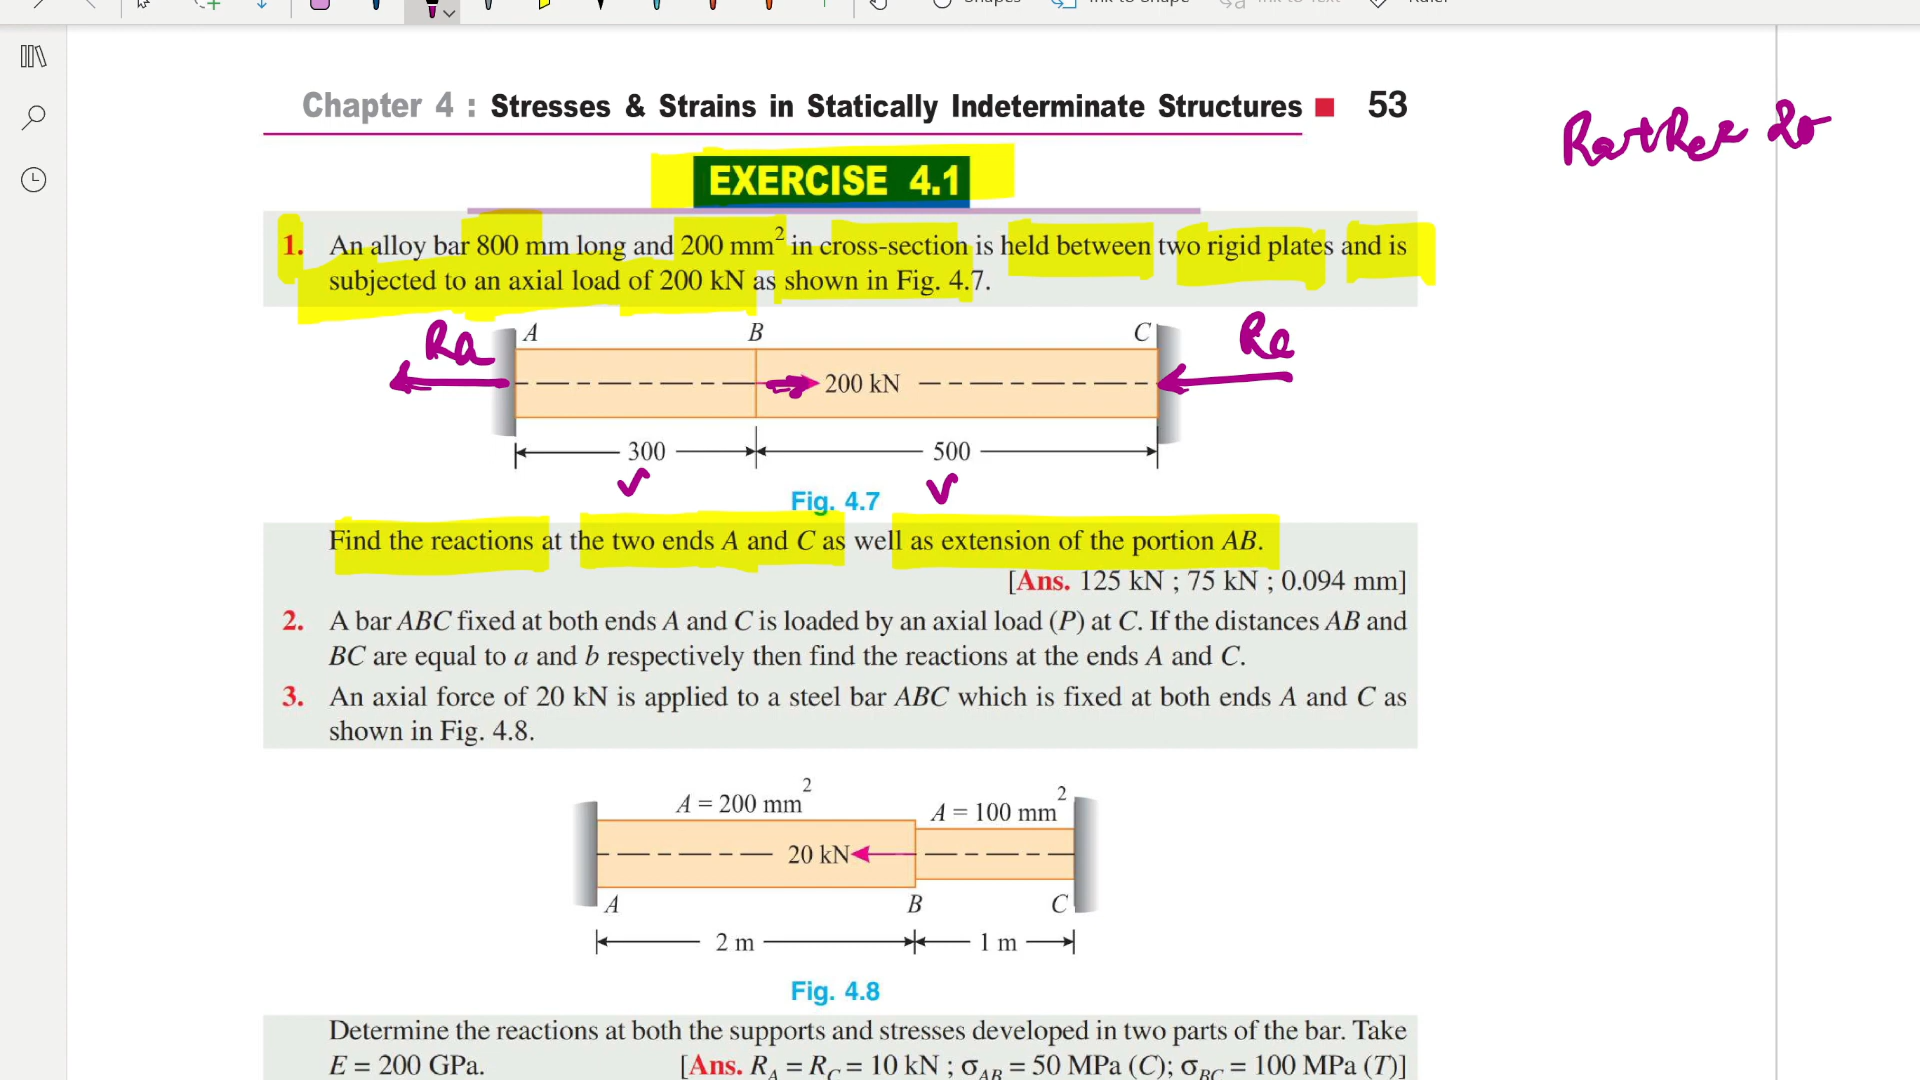 Chapter 4 : Stresses & Strains in Statically Indeterminate Structures 53
Ra+Rc = 20
EXERCISE 4.1
1. An alloy bar 800 mm long and 200 mm² in cross-section is held between two rigid plates and is
subjected to an axial load of 200 kN as shown in Fig. 4.7.
Ra A B C Rc
200 kN
300 500
Fig. 4.7
Find the reactions at the two ends A and C as well as extension of the portion AB.
[Ans. 125 kN ; 75 kN ; 0.094 mm]
2. A bar ABC fixed at both ends A and C is loaded by an axial load (P) at C. If the distances AB and
BC are equal to a and b respectively then find the reactions at the ends A and C.
3. An axial force of 20 kN is applied to a steel bar ABC which is fixed at both ends A and C as
shown in Fig. 4.8.
A = 200 mm² A = 100 mm²
20 kN
A B C
2 m 1 m
Fig. 4.8
Determine the reactions at both the supports and stresses developed in two parts of the bar. Take
E = 200 GPa. [Ans. R_A = R_C = 10 kN ; σ_AB = 50 MPa (C); σ_BC = 100 MPa (T)]